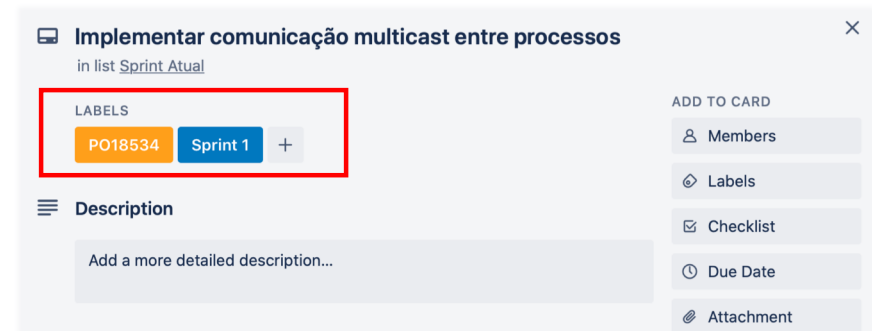 Implementar comunicação multicast entre processos
in list Sprint Atual
LABELS
PO18534 Sprint 1 +
Description
Add a more detailed description...
ADD TO CARD
Members
Labels
Checklist
Due Date
Attachment